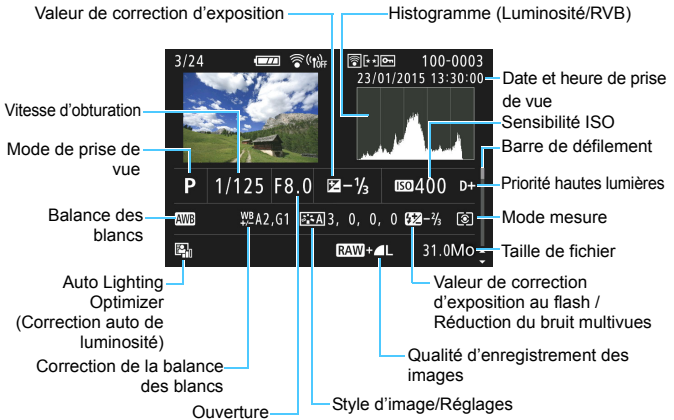 Valeur de correction d'exposition
Histogramme (Luminosité/RVB)
3/24
OFF
100-0003
23/01/2015 13:30:00
Date et heure de prise
de vue
Vitesse d'obturation
Sensibilité ISO
Barre de défilement
Mode de prise de
vue
P 1/125 F8.0 -1/3 ISO 400 D+
Priorité hautes lumières
Balance des
blancs
AWB WB +/- A2,G1 A 3, 0, 0, 0 -2/3
Mode mesure
RAW+L 31.0Mo
Taille de fichier
Auto Lighting
Optimizer
(Correction auto de
luminosité)
Valeur de correction
d'exposition au flash /
Réduction du bruit multivues
Correction de la balance
des blancs
Qualité d'enregistrement des
images
Ouverture
Style d'image/Réglages